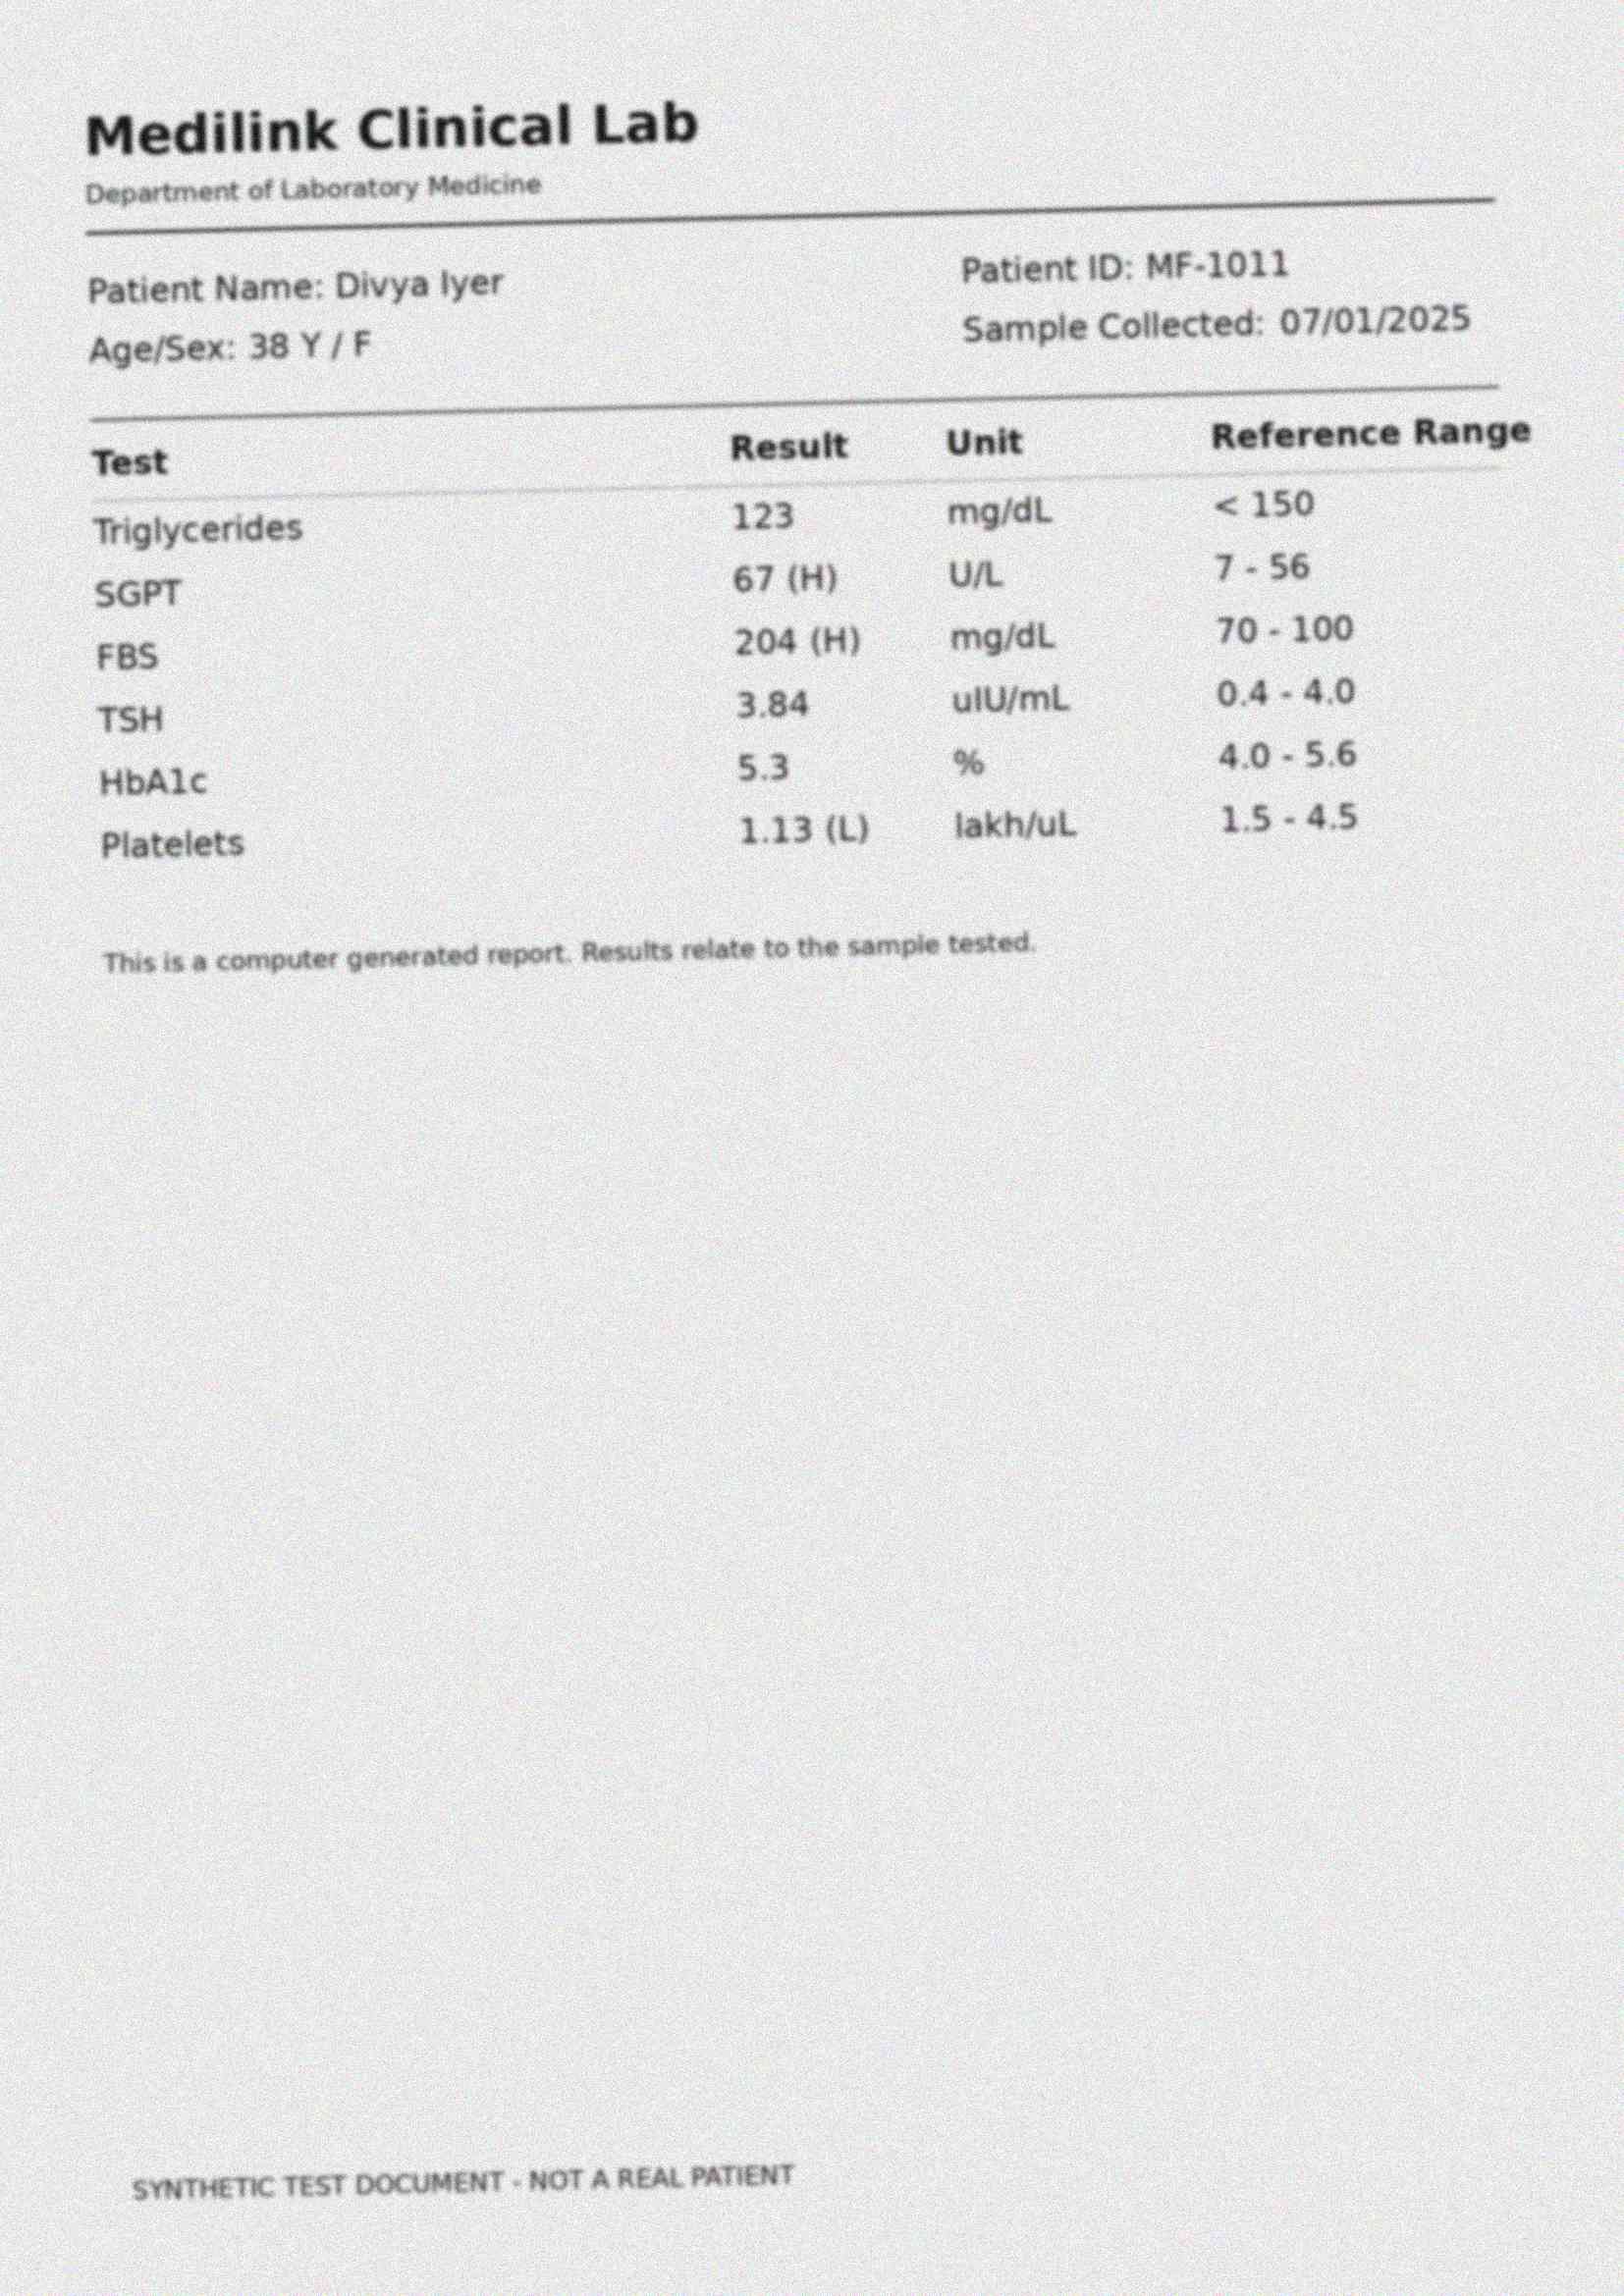 Medilink Clinical Lab
Department of Laboratory Medicine
Patient Name: Divya Iyer Patient ID: MF-1011
Age/Sex: 38 Y / F Sample Collected: 07/01/2025
Test Result Unit Reference Range
Triglycerides 123 mg/dL < 150
SGPT 67 (H) U/L 7 - 56
FBS 204 (H) mg/dL 70 - 100
TSH 3.84 uIU/mL 0.4 - 4.0
HbA1c 5.3 % 4.0 - 5.6
Platelets 1.13 (L) lakh/uL 1.5 - 4.5
This is a computer generated report. Results relate to the sample tested.
SYNTHETIC TEST DOCUMENT - NOT A REAL PATIENT